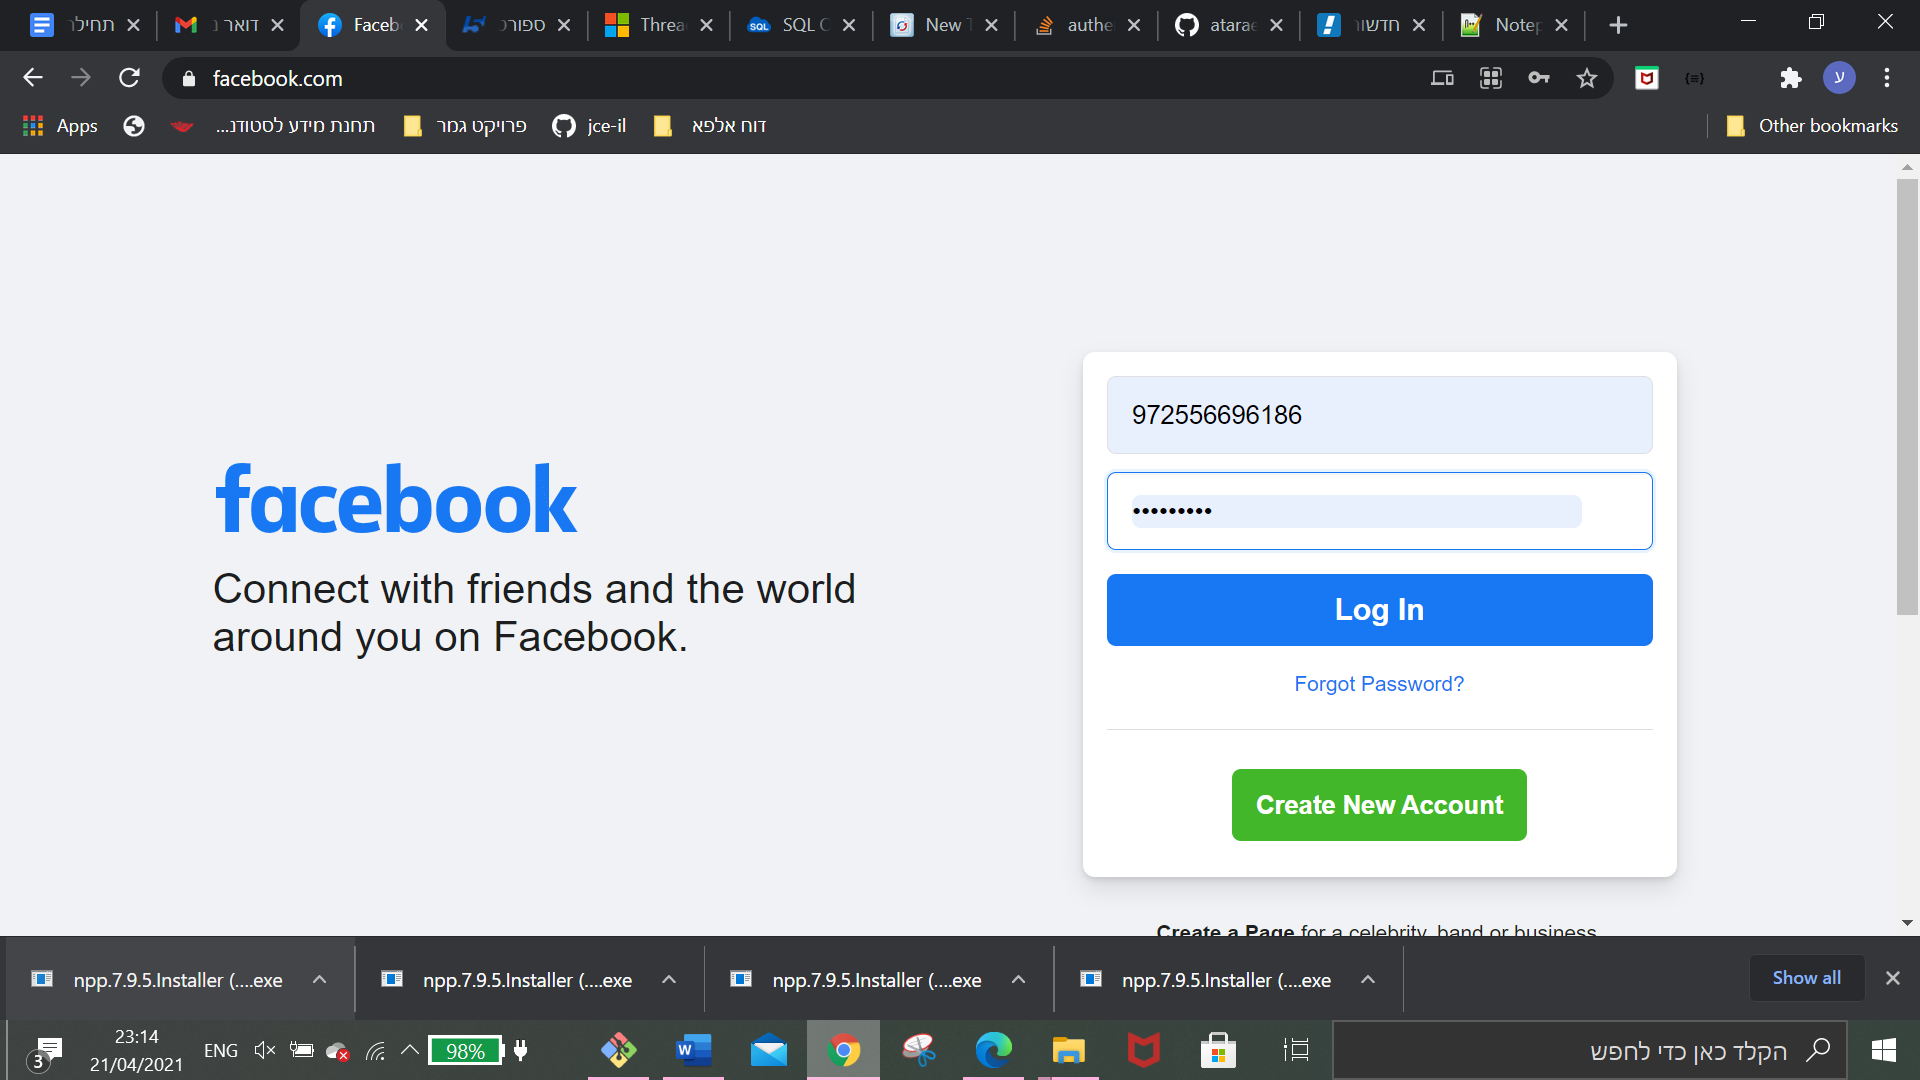 תחילו
דואר נ
Faceb
ספורט
Threa
SQL C
New T
authe
atarae
חדשור
Notep
facebook.com
ע
Apps
תחנת מידע לסטודנ...
פרויקט גמר
jce-il
דוח אלפא
Other bookmarks
facebook
Connect with friends and the world
around you on Facebook.
972556696186
•••••••••
Log In
Forgot Password?
Create New Account
Create a Page for a celebrity, band or business
npp.7.9.5.Installer (....exe
npp.7.9.5.Installer (....exe
npp.7.9.5.Installer (....exe
npp.7.9.5.Installer (....exe
Show all
3
23:14
21/04/2021
ENG
98%
הקלד כאן כדי לחפש